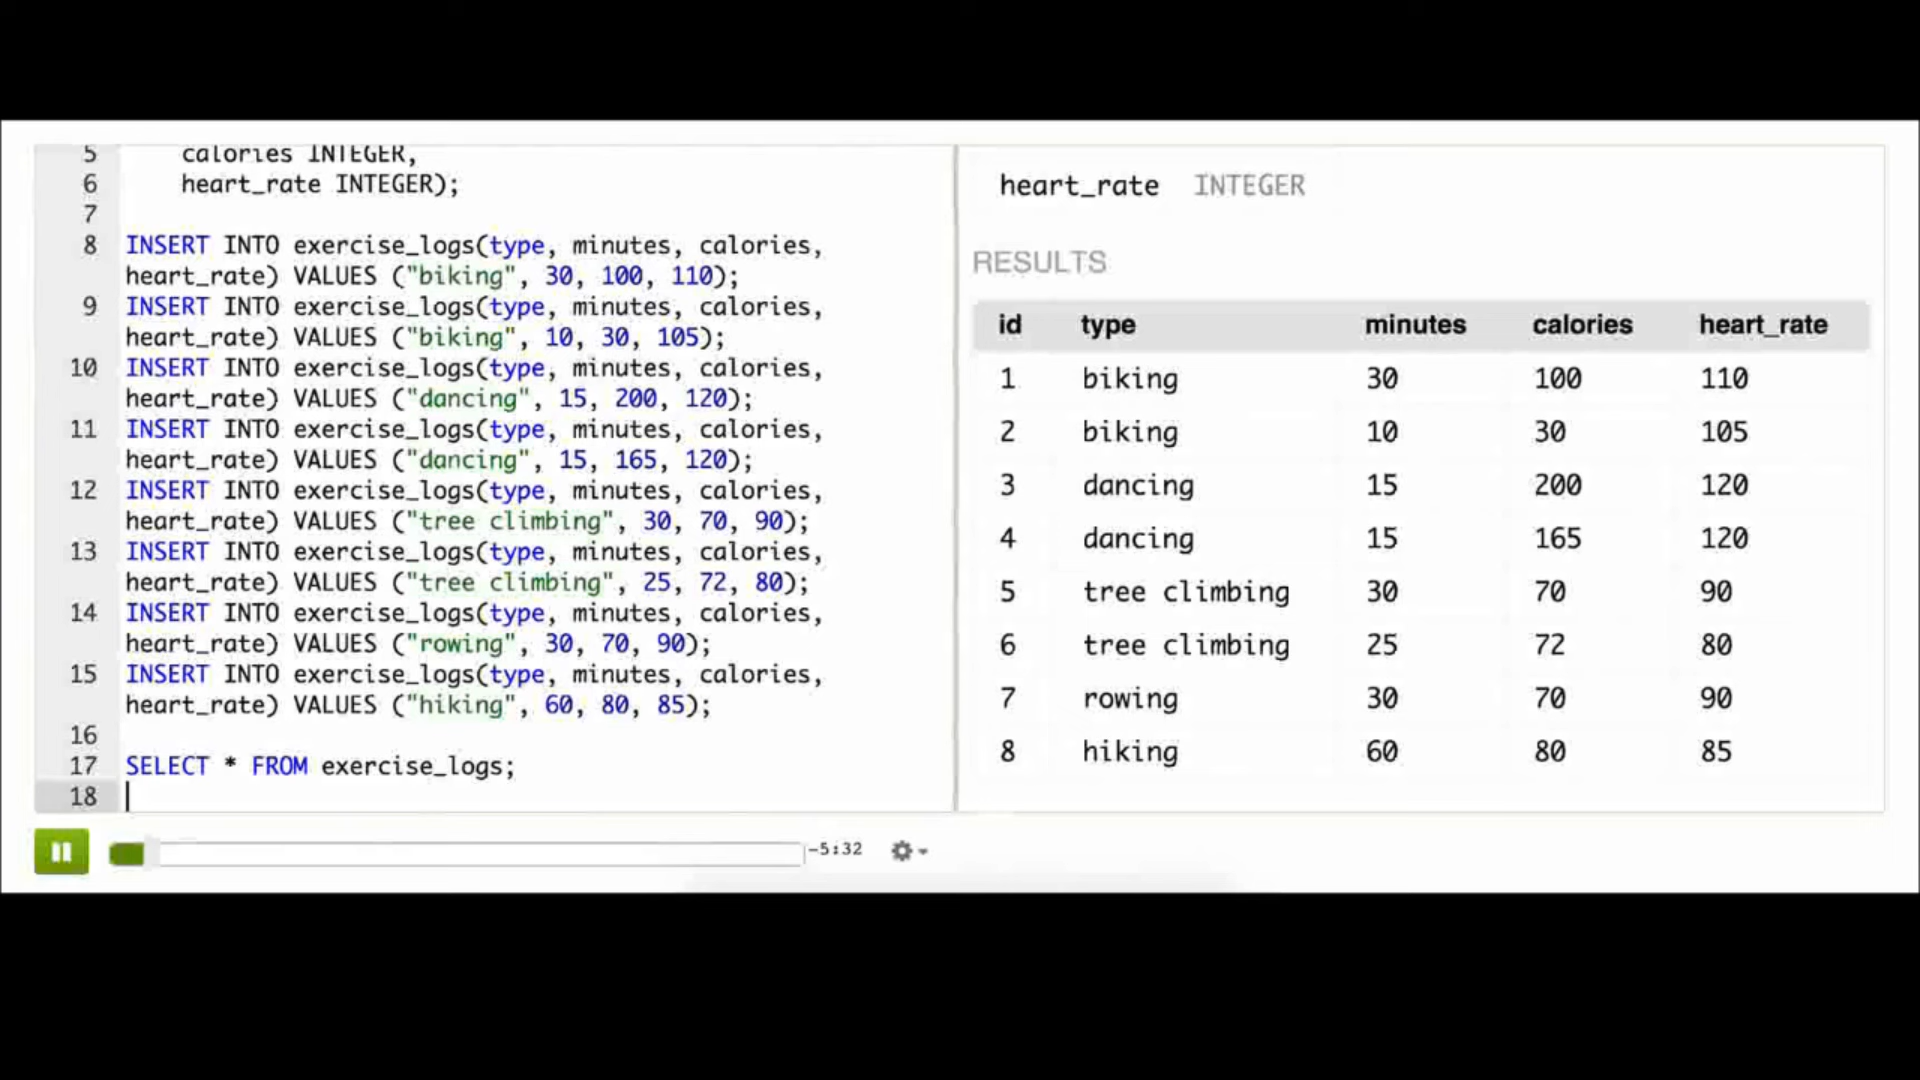 5 calories INTEGER,
6 heart_rate INTEGER);
7
8 INSERT INTO exercise_logs(type, minutes, calories,
heart_rate) VALUES ("biking", 30, 100, 110);
9 INSERT INTO exercise_logs(type, minutes, calories,
heart_rate) VALUES ("biking", 10, 30, 105);
10 INSERT INTO exercise_logs(type, minutes, calories,
heart_rate) VALUES ("dancing", 15, 200, 120);
11 INSERT INTO exercise_logs(type, minutes, calories,
heart_rate) VALUES ("dancing", 15, 165, 120);
12 INSERT INTO exercise_logs(type, minutes, calories,
heart_rate) VALUES ("tree climbing", 30, 70, 90);
13 INSERT INTO exercise_logs(type, minutes, calories,
heart_rate) VALUES ("tree climbing", 25, 72, 80);
14 INSERT INTO exercise_logs(type, minutes, calories,
heart_rate) VALUES ("rowing", 30, 70, 90);
15 INSERT INTO exercise_logs(type, minutes, calories,
heart_rate) VALUES ("hiking", 60, 80, 85);
16
17 SELECT * FROM exercise_logs;
18
-5:32
heart_rate INTEGER
RESULTS
id type minutes calories heart_rate
1 biking 30 100 110
2 biking 10 30 105
3 dancing 15 200 120
4 dancing 15 165 120
5 tree climbing 30 70 90
6 tree climbing 25 72 80
7 rowing 30 70 90
8 hiking 60 80 85